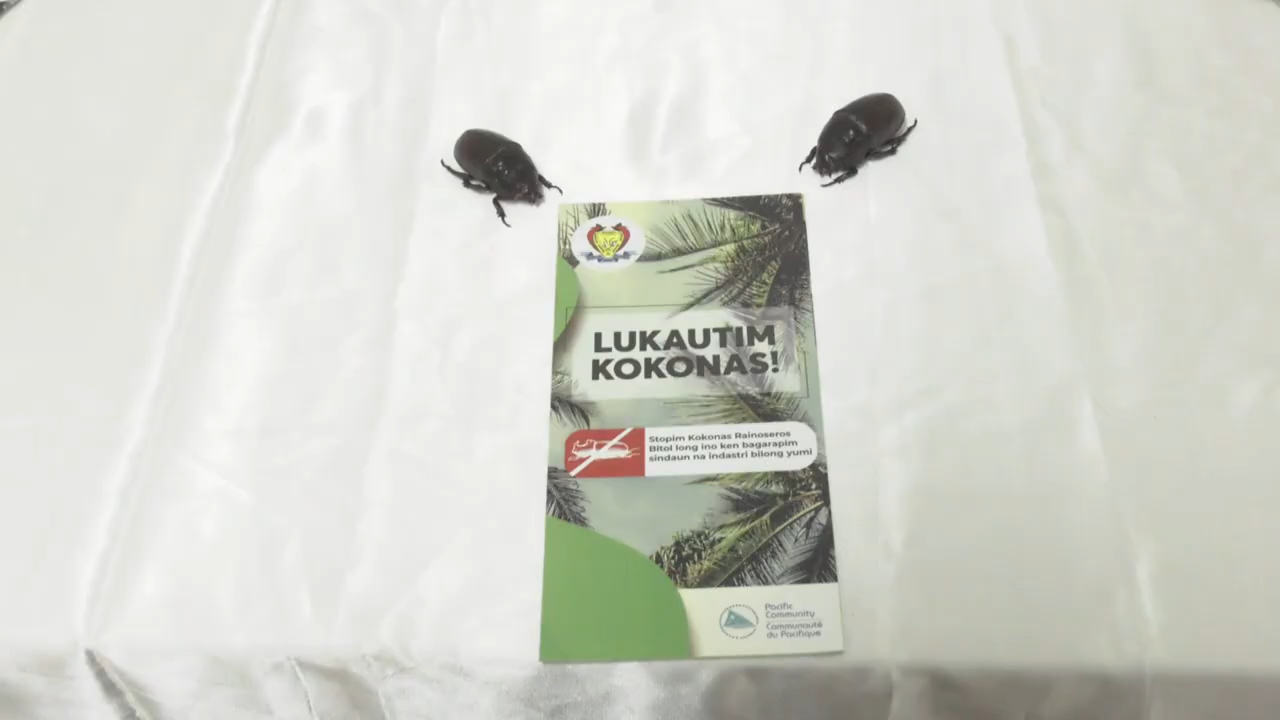 LUKAUTIM
KOKONAS!
Stopim Kokonas Rainoseros
Bitol long ino ken bagarapim
sindaun na indastri bilong yumi
Pacific
Community
Communauté
du Pacifique